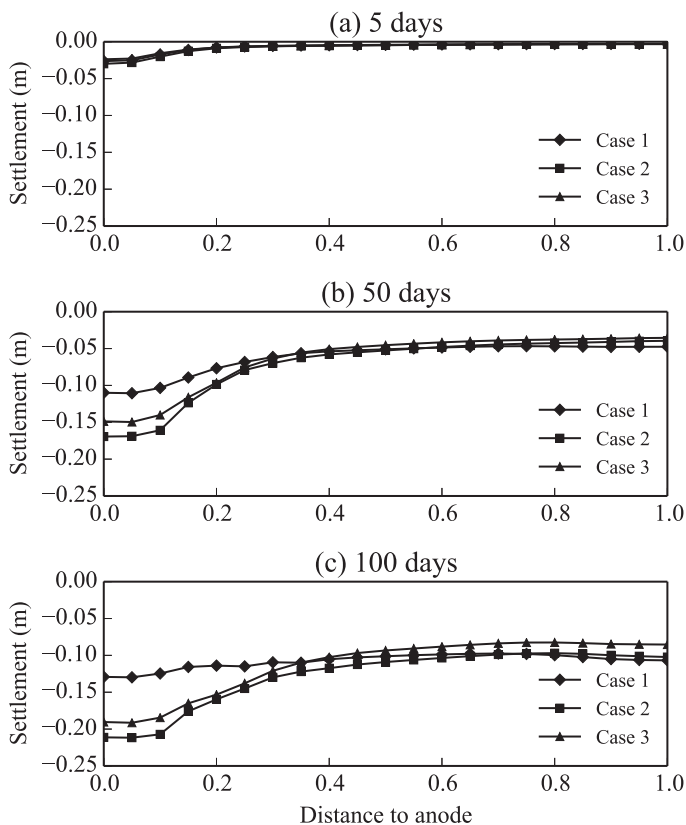 (a) 5 days
0.00
−0.05
−0.10
−0.15
−0.20
−0.25
Settlement (m)
Case 1
Case 2
Case 3
0.0 0.2 0.4 0.6 0.8 1.0
(b) 50 days
0.00
−0.05
−0.10
−0.15
−0.20
−0.25
Settlement (m)
Case 1
Case 2
Case 3
0.0 0.2 0.4 0.6 0.8 1.0
(c) 100 days
0.00
−0.05
−0.10
−0.15
−0.20
−0.25
Settlement (m)
Case 1
Case 2
Case 3
0.0 0.2 0.4 0.6 0.8 1.0
Distance to anode